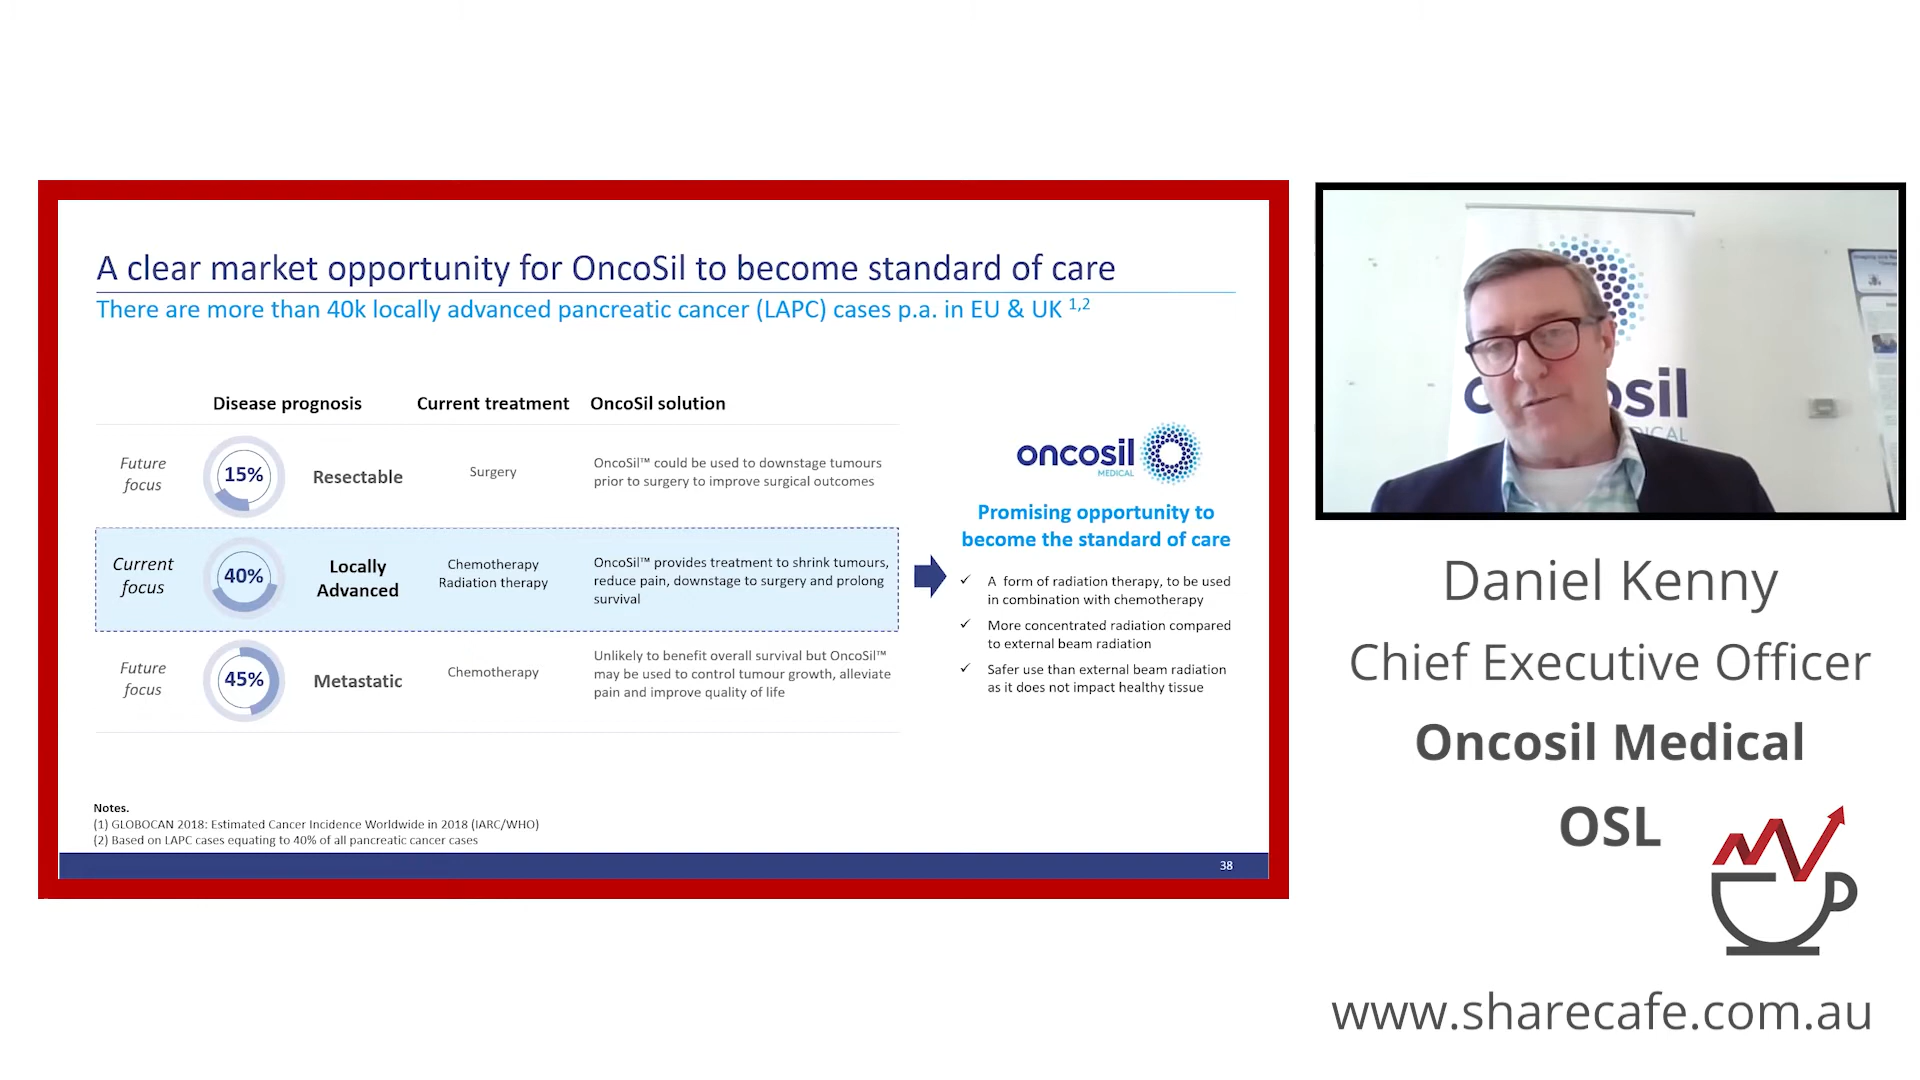 A clear market opportunity for OncoSil to become standard of care
There are more than 40k locally advanced pancreatic cancer (LAPC) cases p.a. in EU & UK 1,2
Disease prognosis
Current treatment
OncoSil solution
Future
focus
15%
Resectable
Surgery
OncoSil™ could be used to downstage tumours
prior to surgery to improve surgical outcomes
Current
focus
40%
Locally
Advanced
Chemotherapy
Radiation therapy
OncoSil™ provides treatment to shrink tumours,
reduce pain, downstage to surgery and prolong
survival
Future
focus
45%
Metastatic
Chemotherapy
Unlikely to benefit overall survival but OncoSil™
may be used to control tumour growth, alleviate
pain and improve quality of life
oncosil
MEDICAL
Promising opportunity to
become the standard of care
✓ A form of radiation therapy, to be used
in combination with chemotherapy
✓ More concentrated radiation compared
to external beam radiation
✓ Safer use than external beam radiation
as it does not impact healthy tissue
Notes.
(1) GLOBOCAN 2018: Estimated Cancer Incidence Worldwide in 2018 (IARC/WHO)
(2) Based on LAPC cases equating to 40% of all pancreatic cancer cases
38
Daniel Kenny
Chief Executive Officer
Oncosil Medical
OSL
www.sharecafe.com.au